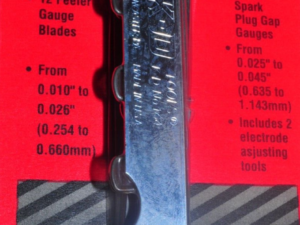 12 Feeler
Gauge
Blades
• From
0.010" to
0.026"
(0.254 to
0.660mm)
Spark
Plug Gap
Gauges
• From
0.025" to
0.045"
(0.635 to
1.143mm)
• Includes 2
electrode
asjusting
tools